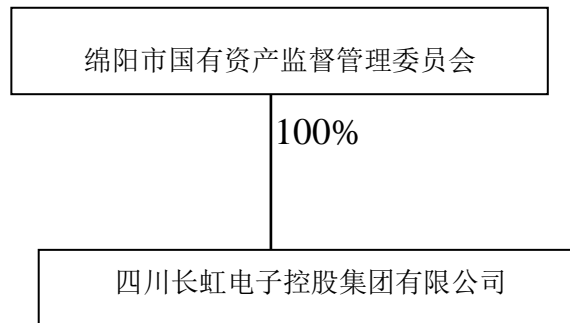 绵阳市国有资产监督管理委员会
100%
四川长虹电子控股集团有限公司